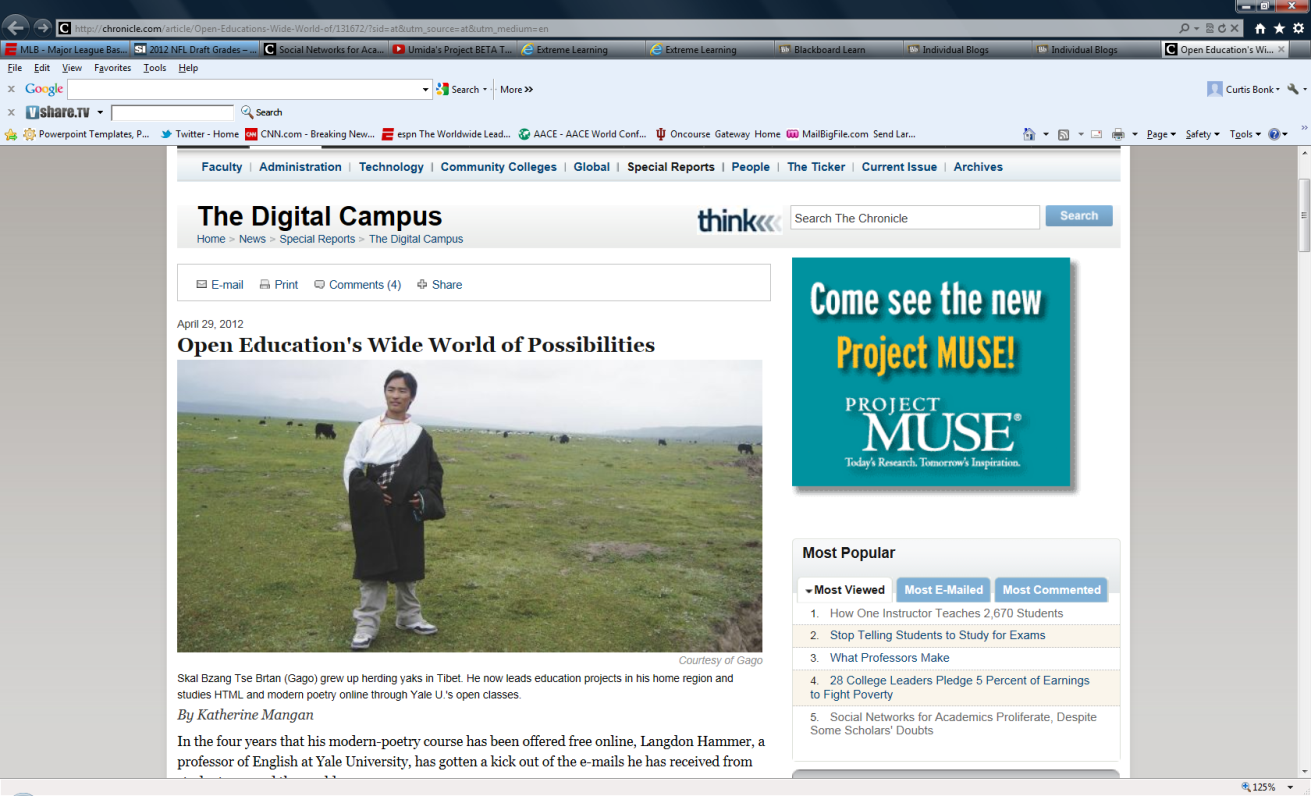 http://chronicle.com/article/Open-Educations-Wide-World-of/131672/?sid=at&utm_source=at&utm_medium=en
MLB - Major League Bas... 2012 NFL Draft Grades – ... Social Networks for Aca... Umida's Project BETA T... Extreme Learning Extreme Learning Blackboard Learn Individual Blogs Individual Blogs Open Education's Wi...
File Edit View Favorites Tools Help
x Google Search More >> Curtis Bonk
x Vshare.TV Search
Powerpoint Templates, P... Twitter - Home CNN.com - Breaking New... espn The Worldwide Lead... AACE - AACE World Conf... Oncourse Gateway Home MailBigFile.com Send Lar... Page Safety Tools
Faculty | Administration | Technology | Community Colleges | Global | Special Reports | People | The Ticker | Current Issue | Archives
The Digital Campus
think
Search The Chronicle
Search
Home > News > Special Reports > The Digital Campus
E-mail Print Comments (4) Share
April 29, 2012
Open Education's Wide World of Possibilities
Courtesy of Gago
Skal Bzang Tse Brtan (Gago) grew up herding yaks in Tibet. He now leads education projects in his home region and
studies HTML and modern poetry online through Yale U.'s open classes.
By Katherine Mangan
In the four years that his modern-poetry course has been offered free online, Langdon Hammer, a
professor of English at Yale University, has gotten a kick out of the e-mails he has received from
Come see the new
Project MUSE!
PROJECT
MUSE®
Today's Research. Tomorrow's Inspiration.
Most Popular
Most Viewed Most E-Mailed Most Commented
1. How One Instructor Teaches 2,670 Students
2. Stop Telling Students to Study for Exams
3. What Professors Make
4. 28 College Leaders Pledge 5 Percent of Earnings
to Fight Poverty
5. Social Networks for Academics Proliferate, Despite
Some Scholars' Doubts
125%